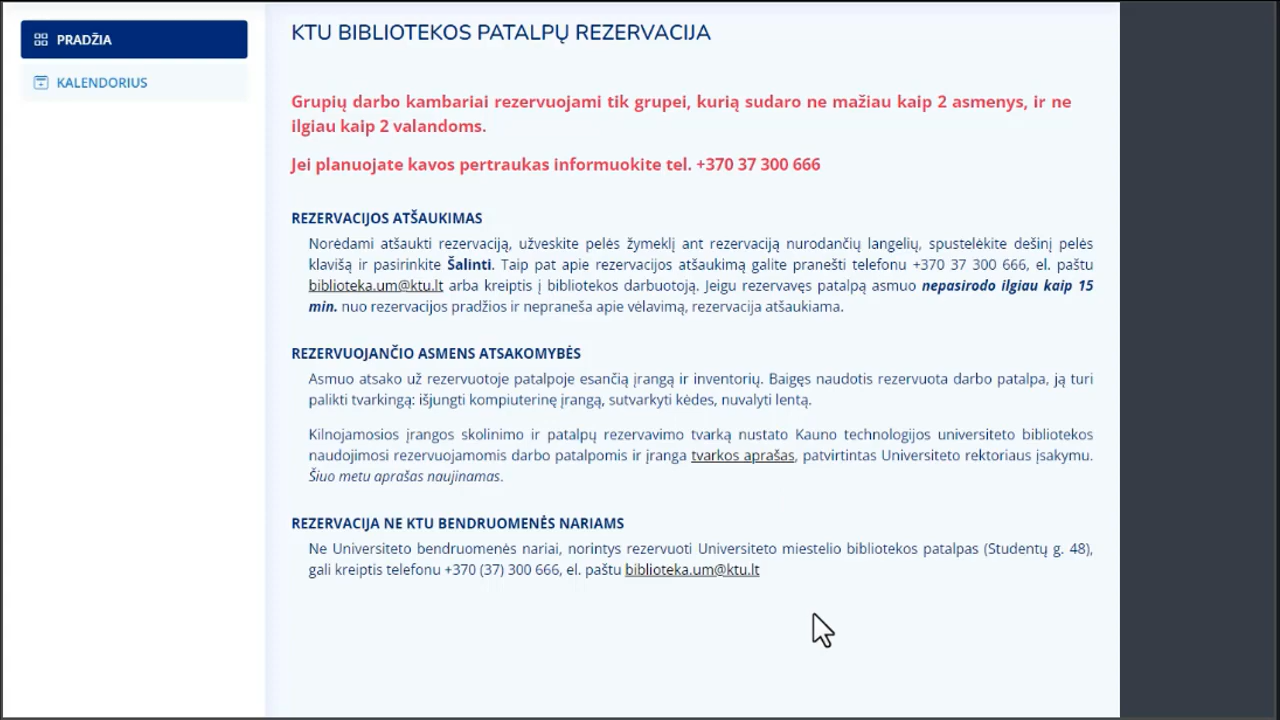 PRADŽIA
KALENDORIUS
KTU BIBLIOTEKOS PATALPŲ REZERVACIJA
Grupių darbo kambariai rezervuojami tik grupei, kurią sudaro ne mažiau kaip 2 asmenys, ir ne
ilgiau kaip 2 valandoms.
Jei planuojate kavos pertraukas informuokite tel. +370 37 300 666
REZERVACIJOS ATŠAUKIMAS
Norėdami atšaukti rezervaciją, užveskite pelės žymeklį ant rezervaciją nurodančių langelių, spustelėkite dešinį pelės
klavišą ir pasirinkite Šalinti. Taip pat apie rezervacijos atšaukimą galite pranešti telefonu +370 37 300 666, el. paštu
biblioteka.um@ktu.lt arba kreiptis į bibliotekos darbuotoją. Jeigu rezervavęs patalpą asmuo nepasirodo ilgiau kaip 15
min. nuo rezervacijos pradžios ir nepraneša apie vėlavimą, rezervacija atšaukiama.
REZERVUOJANČIO ASMENS ATSAKOMYBĖS
Asmuo atsako už rezervuotoje patalpoje esančią įrangą ir inventorių. Baigęs naudotis rezervuota darbo patalpa, ją turi
palikti tvarkingą: išjungti kompiuterinę įrangą, sutvarkyti kėdes, nuvalyti lentą.
Kilnojamosios įrangos skolinimo ir patalpų rezervavimo tvarką nustato Kauno technologijos universiteto bibliotekos
naudojimosi rezervuojamomis darbo patalpomis ir įranga tvarkos aprašas, patvirtintas Universiteto rektoriaus įsakymu.
Šiuo metu aprašas naujinamas.
REZERVACIJA NE KTU BENDRUOMENĖS NARIAMS
Ne Universiteto bendruomenės nariai, norintys rezervuoti Universiteto miestelio bibliotekos patalpas (Studentų g. 48),
gali kreiptis telefonu +370 (37) 300 666, el. paštu biblioteka.um@ktu.lt